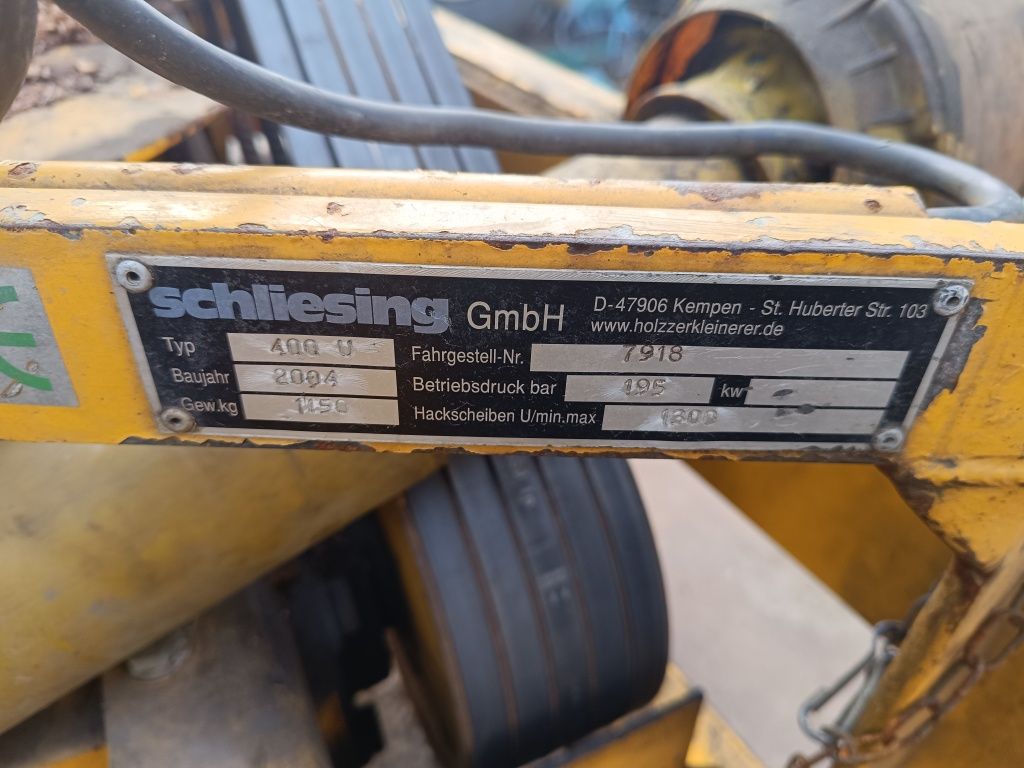 schliesing GmbH D-47906 Kempen - St. Huberter Str. 103
www.holzzerkleinerer.de
Typ 400 U Fahrgestell-Nr. 7918
Baujahr 2004 Betriebsdruck bar 195 kw
Gew.kg 1150 Hackscheiben U/min.max 1300